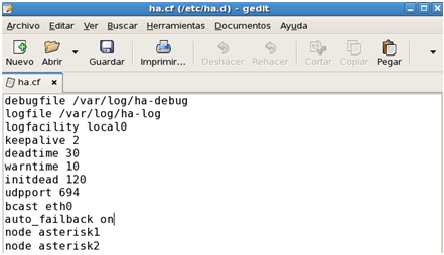 ha.cf (/etc/ha.cf) - gedit
Archivo Editar Ver Buscar Herramientas Documentos Ayuda
Nuevo Abrir Guardar Imprimir... Deshacer Rehacer Cortar Copiar Pegar
ha.cf
debugfile /var/log/ha-debug
logfile /var/log/ha-log
logfacility local0
keepalive 2
deadtime 30
warntime 10
initdead 120
udpport 694
bcast eth0
auto_failback on
node asterisk1
node asterisk2